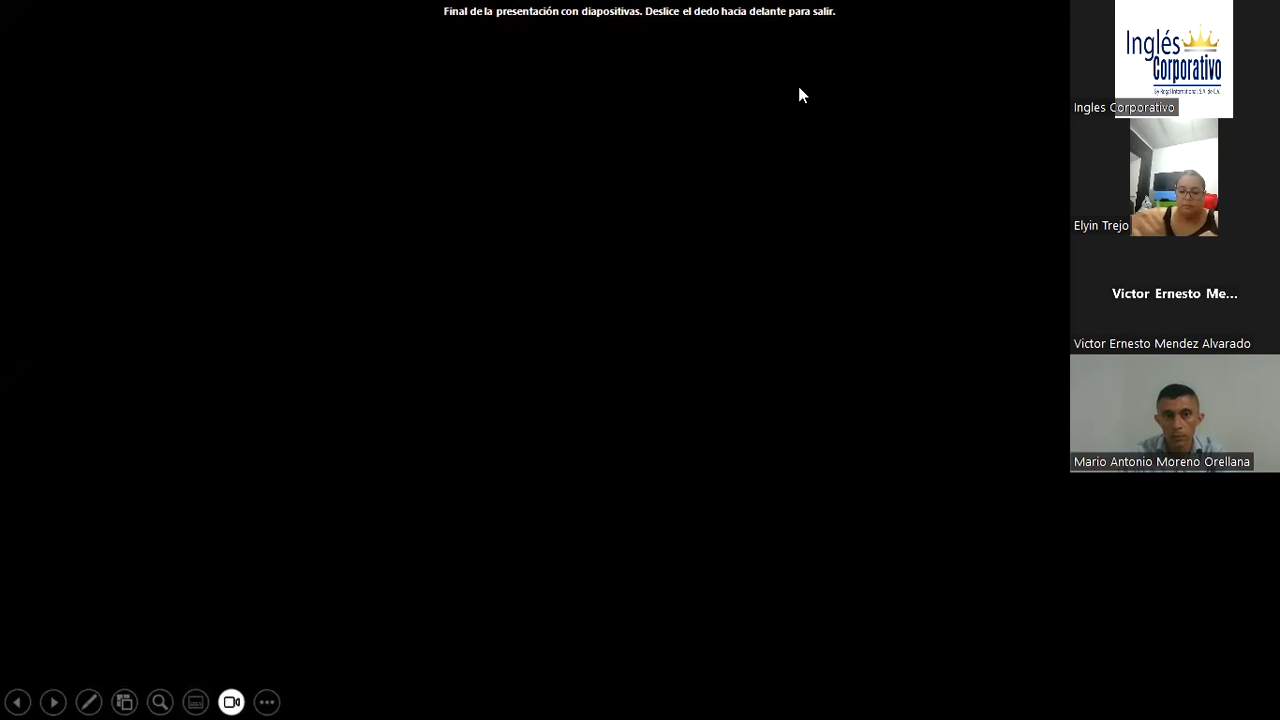 Final de la presentación con diapositivas. Deslice el dedo hacia delante para salir.
Inglés
Corporativo
Ingles Corporativo
Elyin Trejo
Victor Ernesto Me...
Victor Ernesto Mendez Alvarado
Mario Antonio Moreno Orellana